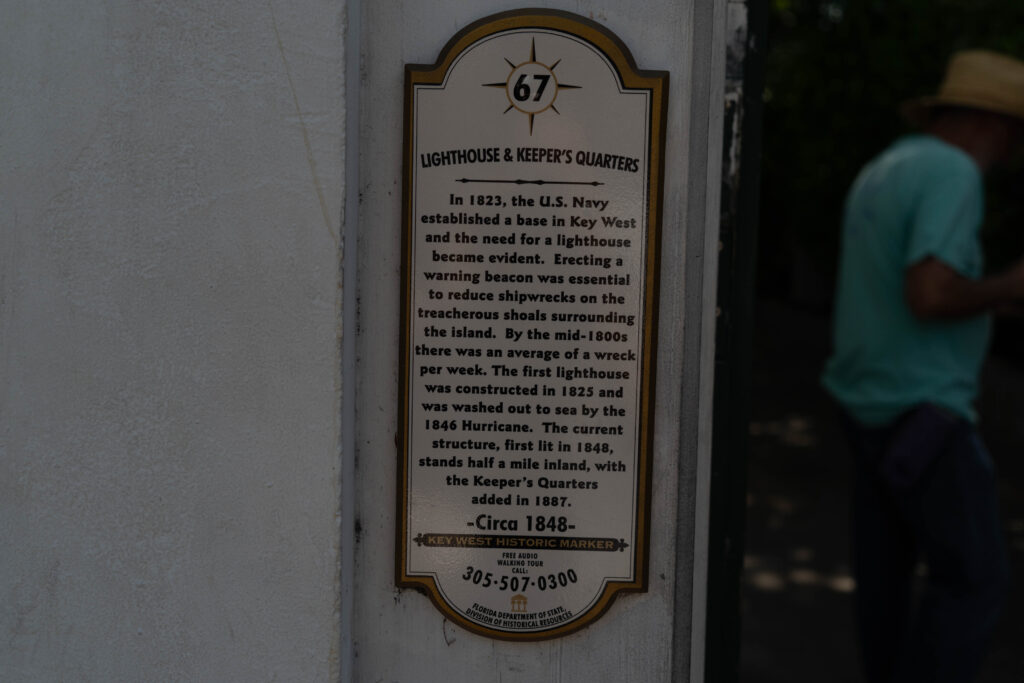 67
LIGHTHOUSE & KEEPER'S QUARTERS
In 1823, the U.S. Navy
established a base in Key West
and the need for a lighthouse
became evident. Erecting a
warning beacon was essential
to reduce shipwrecks on the
treacherous shoals surrounding
the island. By the mid-1800s
there was an average of a wreck
per week. The first lighthouse
was constructed in 1825 and
was washed out to sea by the
1846 Hurricane. The current
structure, first lit in 1848,
stands half a mile inland, with
the Keeper's Quarters
added in 1887.
-Circa 1848-
KEY WEST HISTORIC MARKER
FREE AUDIO
WALKING TOUR
CALL:
305·507·0300
FLORIDA DEPARTMENT OF STATE,
DIVISION OF HISTORICAL RESOURCES